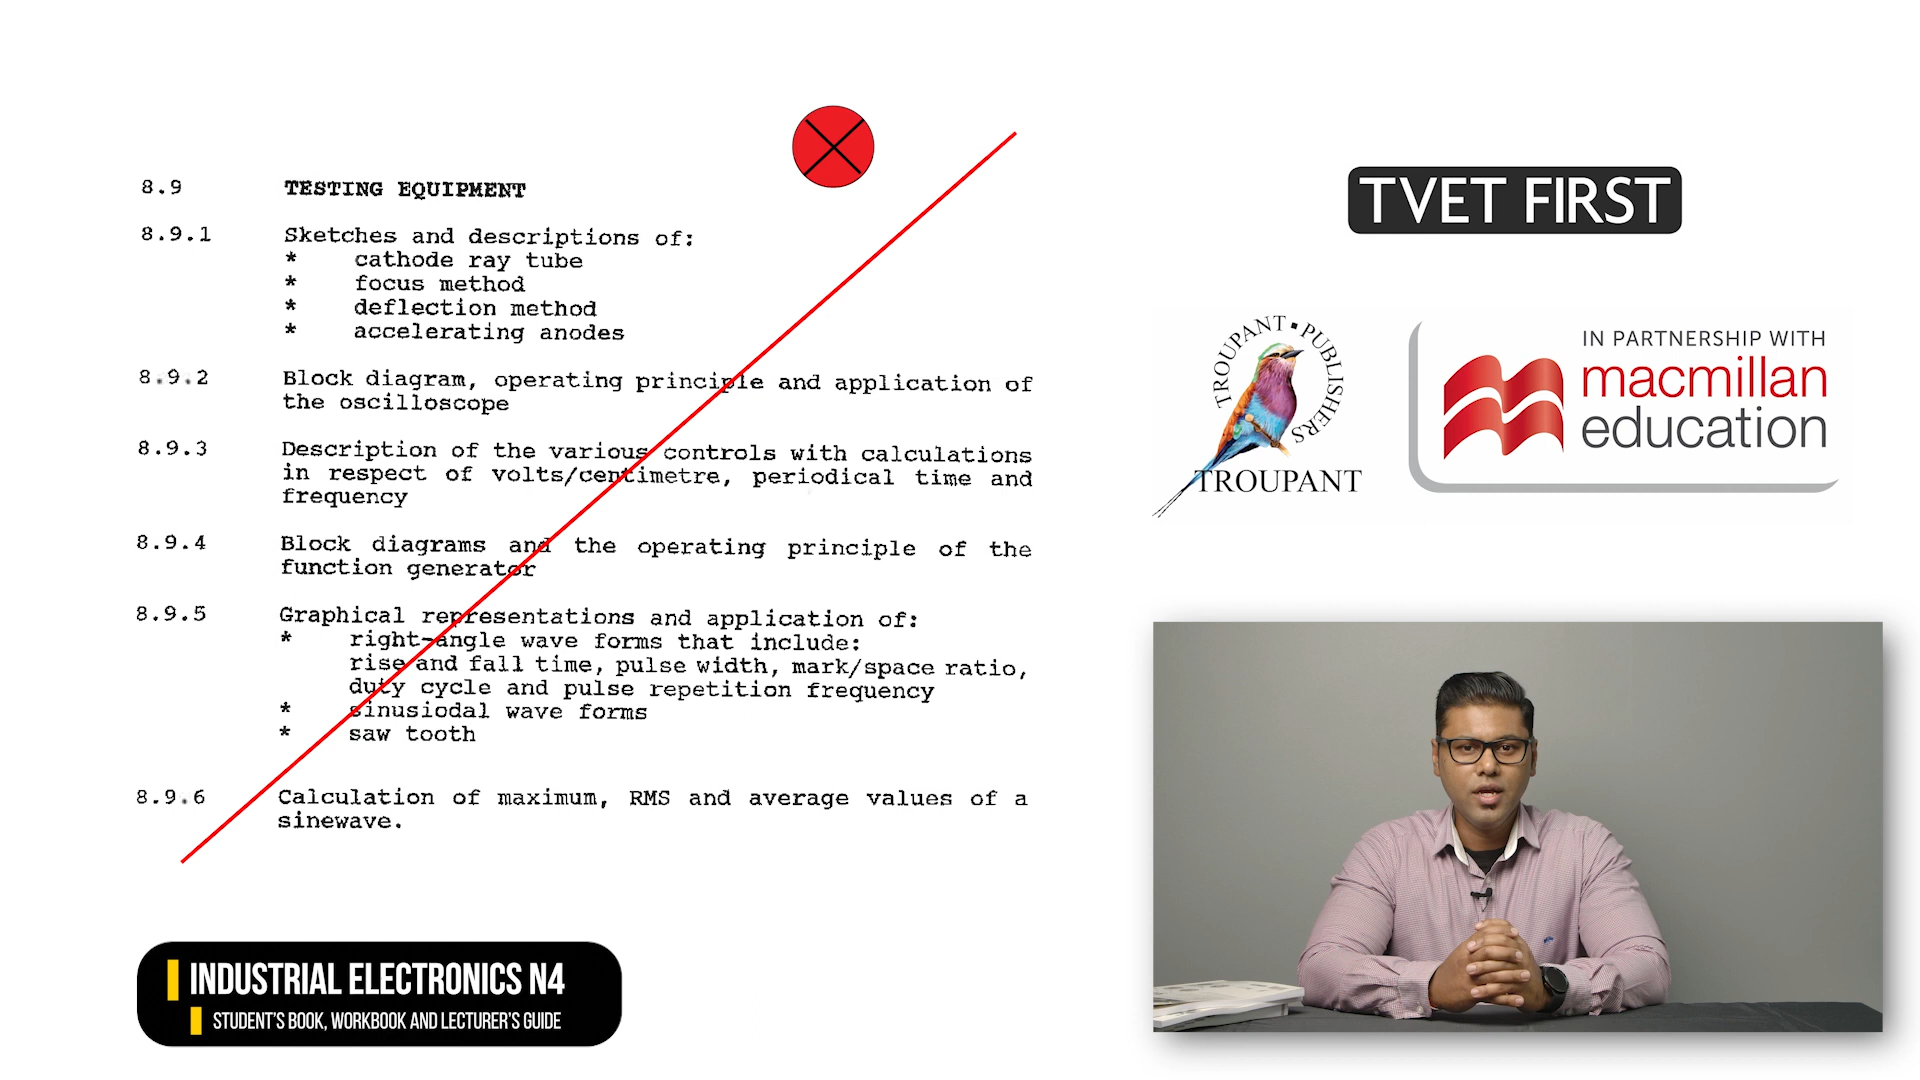 8.9 TESTING EQUIPMENT
8.9.1 Sketches and descriptions of:
* cathode ray tube
* focus method
* deflection method
* accelerating anodes
8.9.2 Block diagram, operating principle and application of
the oscilloscope
8.9.3 Description of the various controls with calculations
in respect of volts/centimetre, periodical time and
frequency
8.9.4 Block diagrams and the operating principle of the
function generator
8.9.5 Graphical representations and application of:
* right-angle wave forms that include:
rise and fall time, pulse width, mark/space ratio,
duty cycle and pulse repetition frequency
* sinusiodal wave forms
* saw tooth
8.9.6 Calculation of maximum, RMS and average values of a
sinewave.
INDUSTRIAL ELECTRONICS N4
STUDENT'S BOOK, WORKBOOK AND LECTURER'S GUIDE
TVET FIRST
TROUPANT PUBLISHERS
TROUPANT
IN PARTNERSHIP WITH
macmillan
education